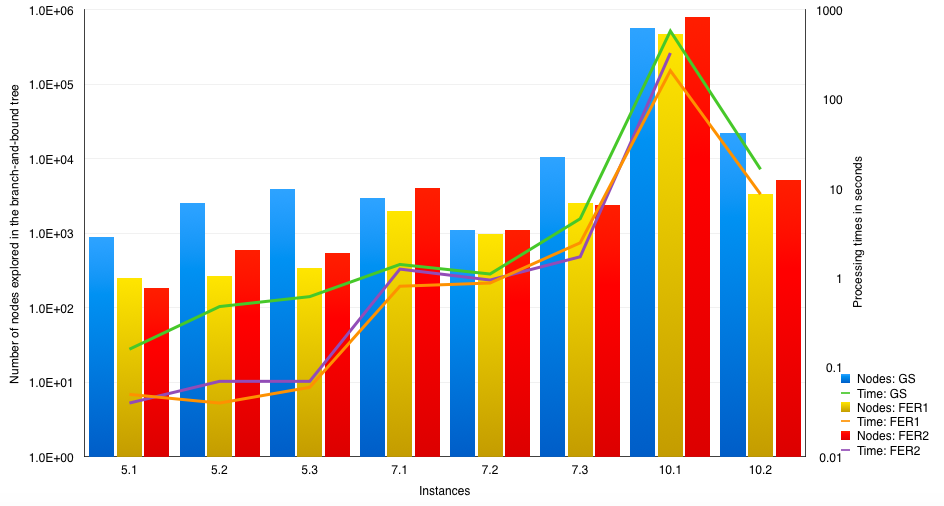 1.0E+06
1.0E+05
1.0E+04
1.0E+03
1.0E+02
1.0E+01
1.0E+00
Number of nodes explored in the branch-and-bound tree
5.1
5.2
5.3
7.1
7.2
7.3
10.1
10.2
Instances
1000
100
10
1
0.1
0.01
Processing times in seconds
Nodes: GS
Time: GS
Nodes: FER1
Time: FER1
Nodes: FER2
Time: FER2